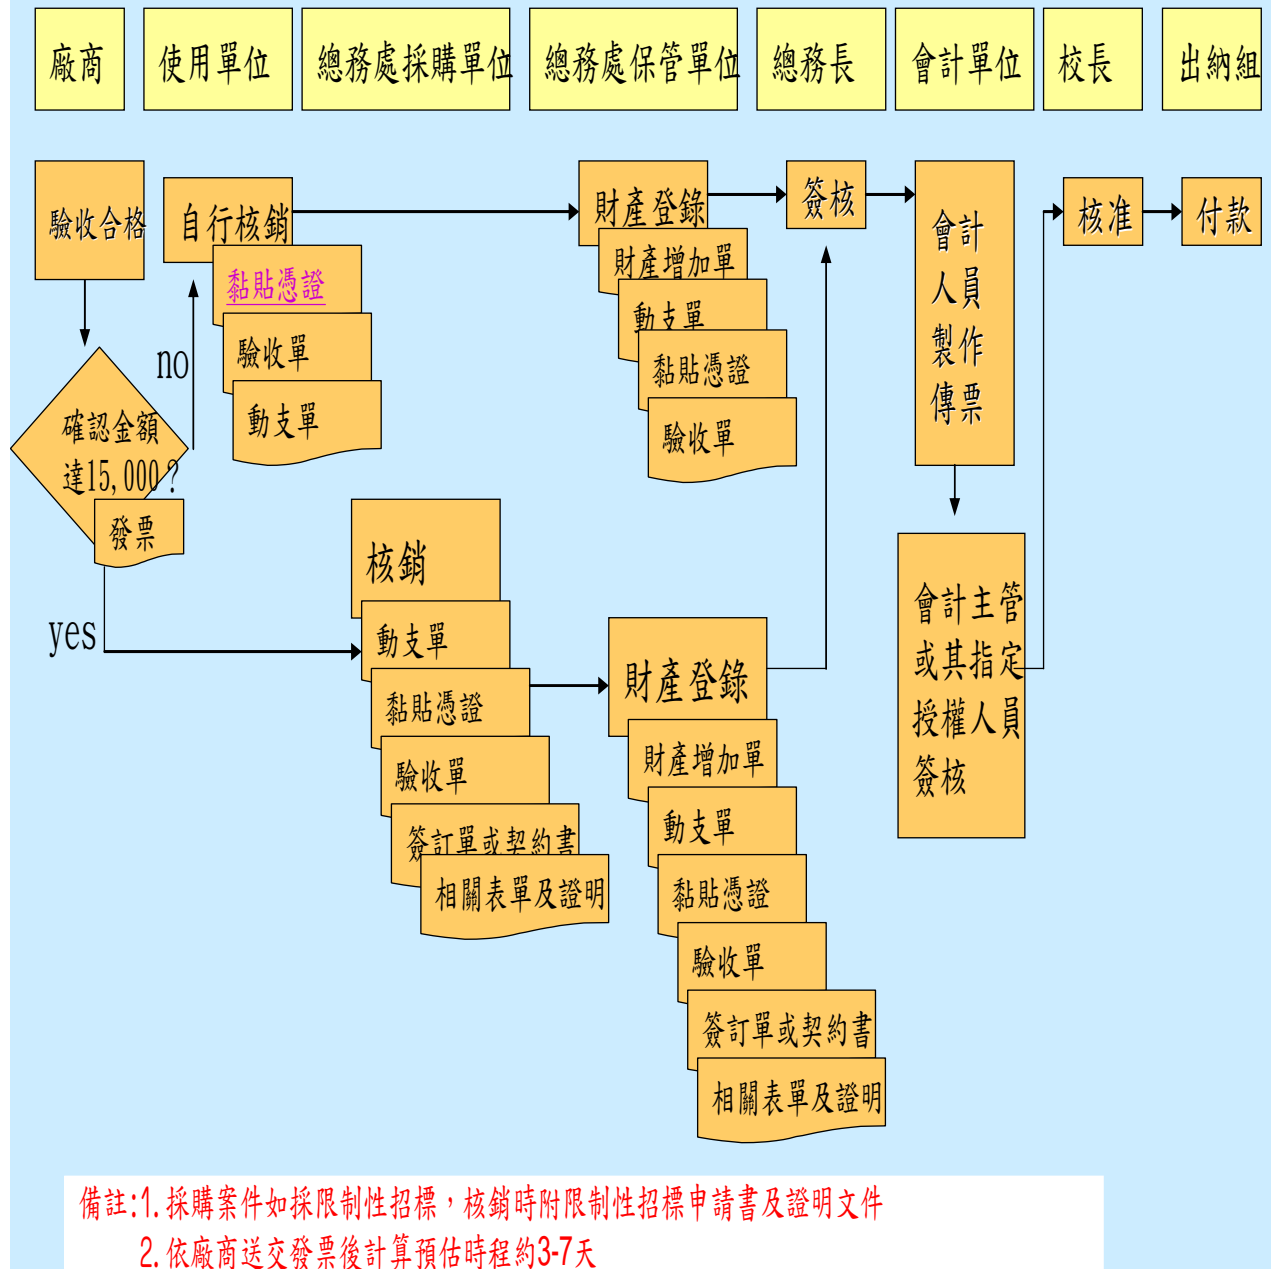 廠商
使用單位
總務處採購單位
總務處保管單位
總務長
會計單位
校長
出納組
驗收合格
自行核銷
黏貼憑證
驗收單
動支單
財產登錄
財產增加單
動支單
黏貼憑證
驗收單
簽核
會計
人員
製作
傳票
核准
付款
no
確認金額
達15,000?
發票
yes
核銷
動支單
黏貼憑證
驗收單
簽訂單或契約書
相關表單及證明
財產登錄
財產增加單
動支單
黏貼憑證
驗收單
簽訂單或契約書
相關表單及證明
會計主管
或其指定
授權人員
簽核
備註:1.採購案件如採限制性招標，核銷時附限制性招標申請書及證明文件
2.依廠商送交發票後計算預估時程約3-7天